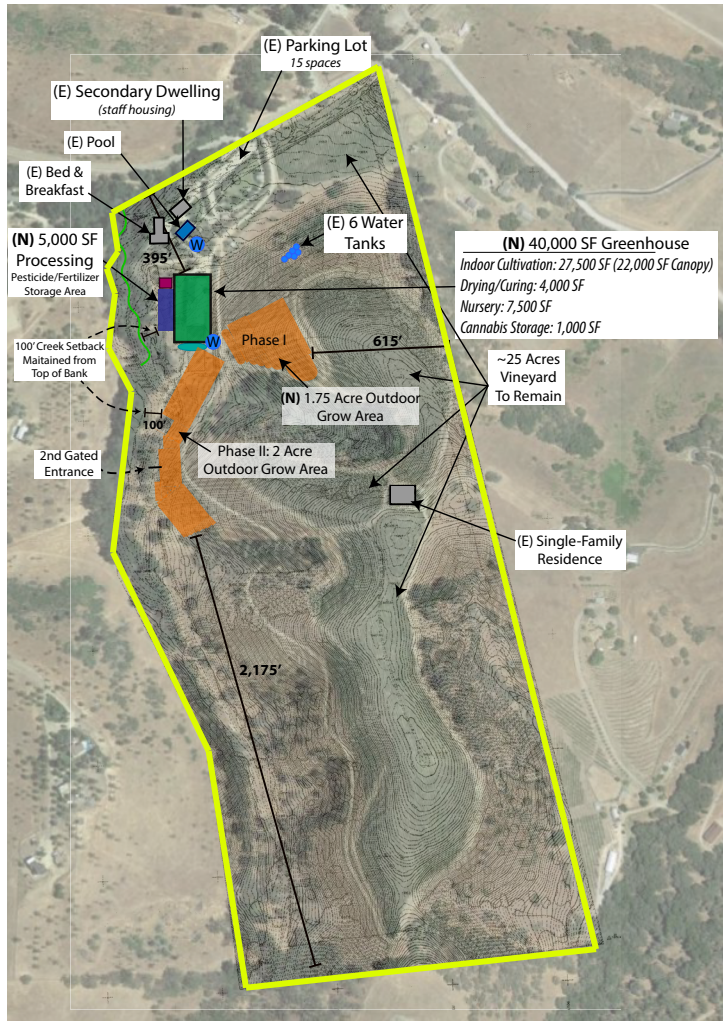 (E) Parking Lot
15 spaces
(E) Secondary Dwelling
(staff housing)
(E) Pool
(E) Bed &
Breakfast
(N) 5,000 SF
Processing
Pesticide/Fertilizer
Storage Area
395’
W
(E) 6 Water
Tanks
(N) 40,000 SF Greenhouse
Indoor Cultivation: 27,500 SF (22,000 SF Canopy)
Drying/Curing: 4,000 SF
Nursery: 7,500 SF
Cannabis Storage: 1,000 SF
W
Phase I
615’
100’ Creek Setback
Maitained from
Top of Bank
~25 Acres
Vineyard
To Remain
(N) 1.75 Acre Outdoor
Grow Area
100’
Phase II: 2 Acre
Outdoor Grow Area
2nd Gated
Entrance
(E) Single-Family
Residence
2,175’